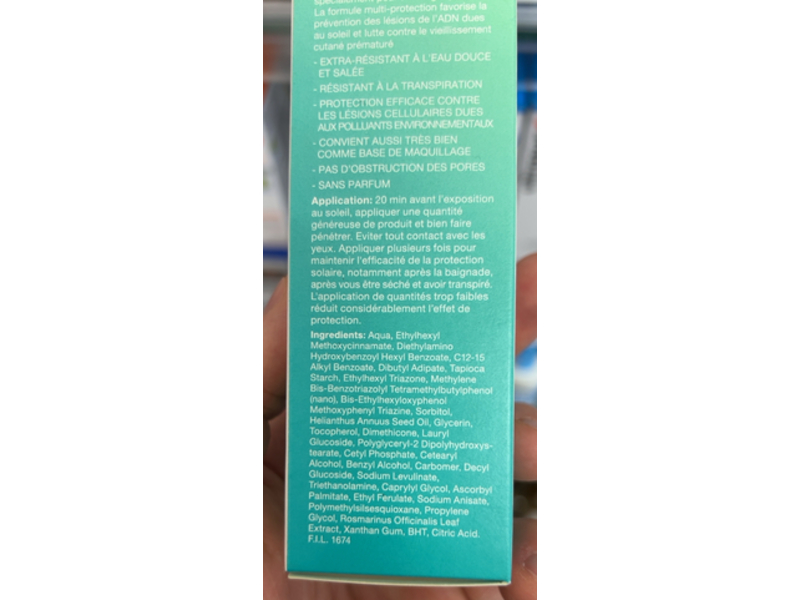 La formule multi-protection favorise la
prévention des lésions de l'ADN dues
au soleil et lutte contre le vieillissement
cutané prématuré
- EXTRA-RÉSISTANT À L'EAU DOUCE
ET SALÉE
- RÉSISTANT À LA TRANSPIRATION
- PROTECTION EFFICACE CONTRE
LES LÉSIONS CELLULAIRES DUES
AUX POLLUANTS ENVIRONNEMENTAUX
- CONVIENT AUSSI TRÈS BIEN
COMME BASE DE MAQUILLAGE
- PAS D'OBSTRUCTION DES PORES
- SANS PARFUM
Application: 20 min avant l'exposition
au soleil, appliquer une quantité
généreuse de produit et bien faire
pénétrer. Eviter tout contact avec les
yeux. Appliquer plusieurs fois pour
maintenir l'efficacité de la protection
solaire, notamment après la baignade,
après vous être séché et avoir transpiré.
L'application de quantités trop faibles
réduit considérablement l'effet de
protection.
Ingredients: Aqua, Ethylhexyl
Methoxycinnamate, Diethylamino
Hydroxybenzoyl Hexyl Benzoate, C12-15
Alkyl Benzoate, Dibutyl Adipate, Tapioca
Starch, Ethylhexyl Triazone, Methylene
Bis-Benzotriazolyl Tetramethylbutylphenol
(nano), Bis-Ethylhexyloxyphenol
Methoxyphenyl Triazine, Sorbitol,
Helianthus Annuus Seed Oil, Glycerin,
Tocopherol, Dimethicone, Lauryl
Glucoside, Polyglyceryl-2 Dipolyhydroxys-
tearate, Cetyl Phosphate, Cetearyl
Alcohol, Benzyl Alcohol, Carbomer, Decyl
Glucoside, Sodium Levulinate,
Triethanolamine, Caprylyl Glycol, Ascorbyl
Palmitate, Ethyl Ferulate, Sodium Anisate,
Polymethylsilsesquioxane, Propylene
Glycol, Rosmarinus Officinalis Leaf
Extract, Xanthan Gum, BHT, Citric Acid.
F.I.L. 1674